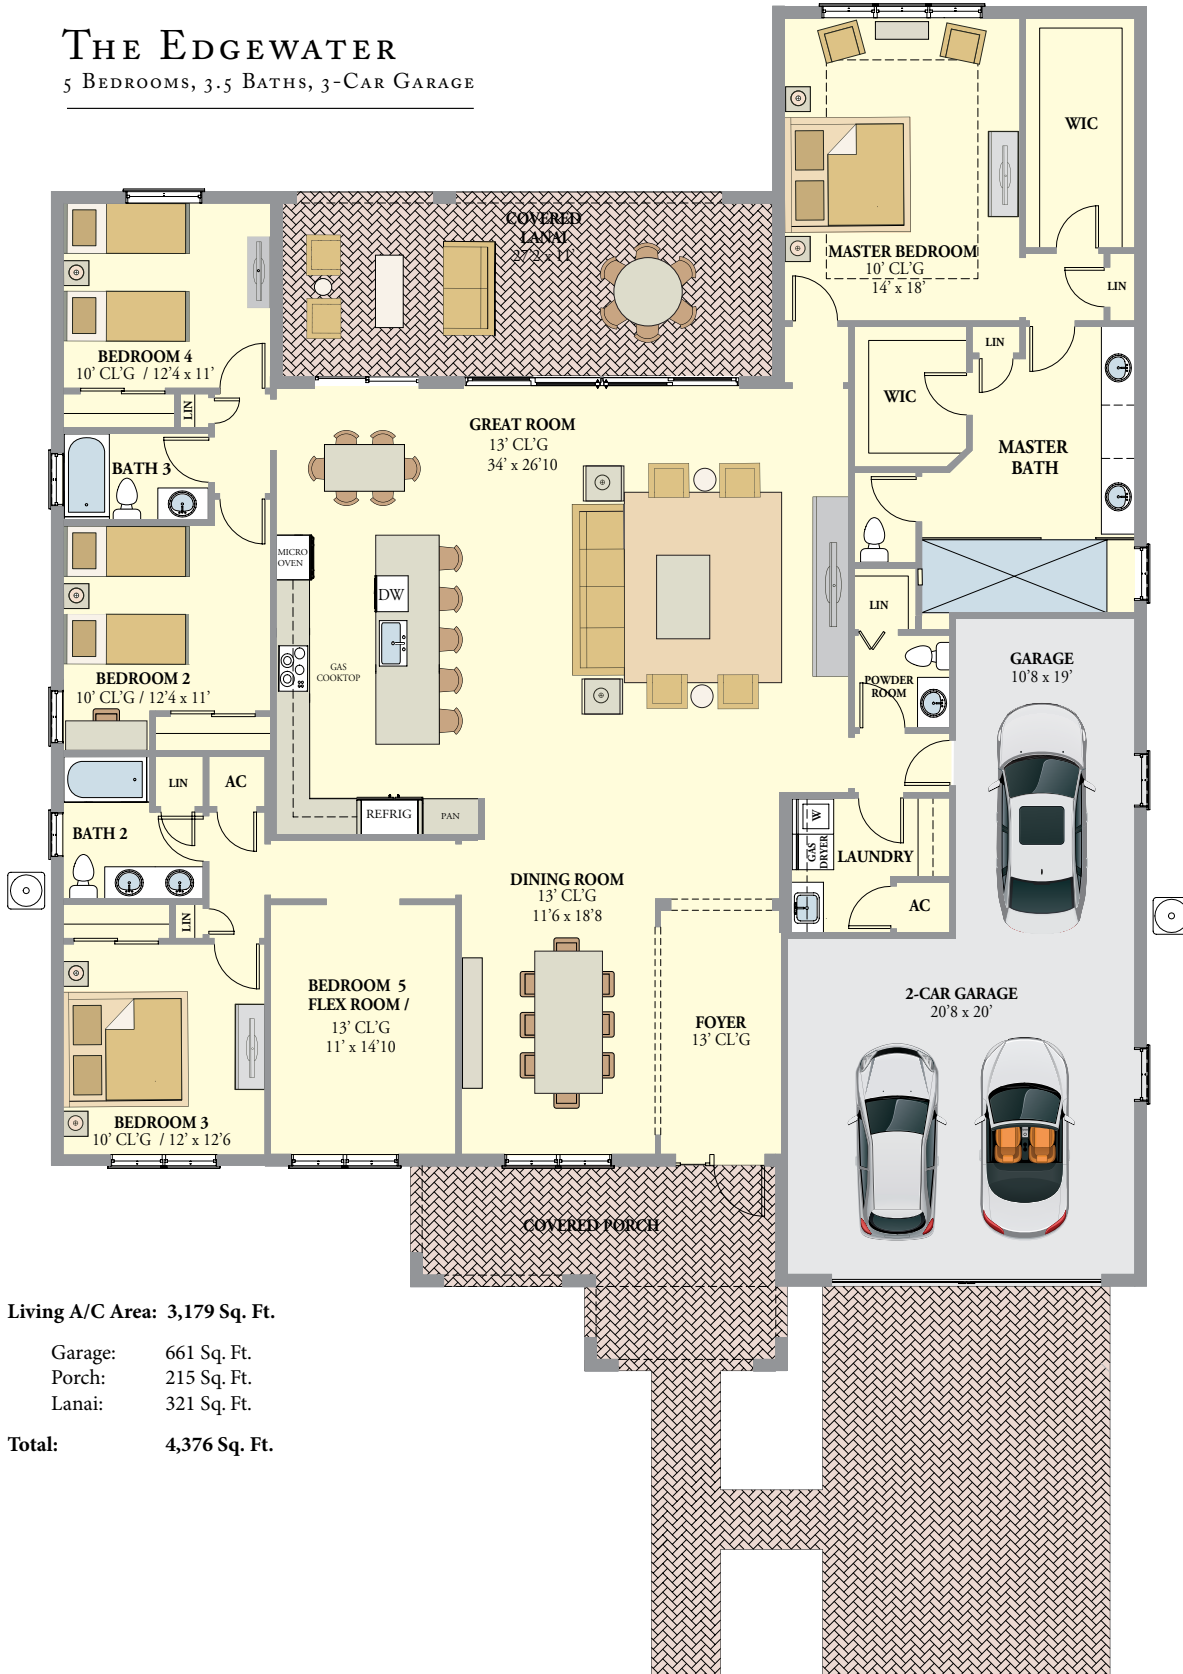 The Edgewater
5 Bedrooms, 3.5 Baths, 3-Car Garage
WIC
COVERED
LANAI
27'2 x 11'
MASTER BEDROOM
10' CL'G
14' x 18'
LIN
BEDROOM 4
10' CL'G / 12'4 x 11'
LIN
LIN
WIC
GREAT ROOM
13' CL'G
34' x 26'10
MASTER
BATH
BATH 3
MICRO
OVEN
DW
LIN
GAS
COOKTOP
BEDROOM 2
10' CL'G / 12'4 x 11'
POWDER
ROOM
GARAGE
10'8 x 19'
LIN
AC
REFRIG
PAN
BATH 2
W
GAS
DRYER
LAUNDRY
DINING ROOM
13' CL'G
11'6 x 18'8
AC
LIN
BEDROOM 5
FLEX ROOM /
13' CL'G
11' x 14'10
FOYER
13' CL'G
2-CAR GARAGE
20'8 x 20'
BEDROOM 3
10' CL'G / 12' x 12'6
COVERED PORCH
Living A/C Area: 3,179 Sq. Ft.
Garage: 661 Sq. Ft.
Porch: 215 Sq. Ft.
Lanai: 321 Sq. Ft.
Total: 4,376 Sq. Ft.